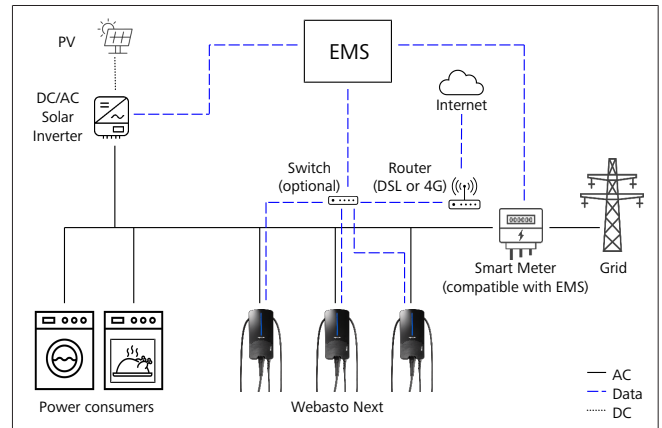 PV
EMS
DC/AC
Solar
Inverter
Internet
Switch
(optional)
Router
(DSL or 4G)
Smart Meter
(compatible with EMS)
Grid
Power consumers
Webasto Next
AC
Data
DC